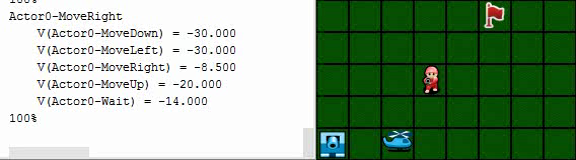 Actor0-MoveRight
V(Actor0-MoveDown) = -30.000
V(Actor0-MoveLeft) = -30.000
V(Actor0-MoveRight) = -8.500
V(Actor0-MoveUp) = -20.000
V(Actor0-Wait) = -14.000
100%